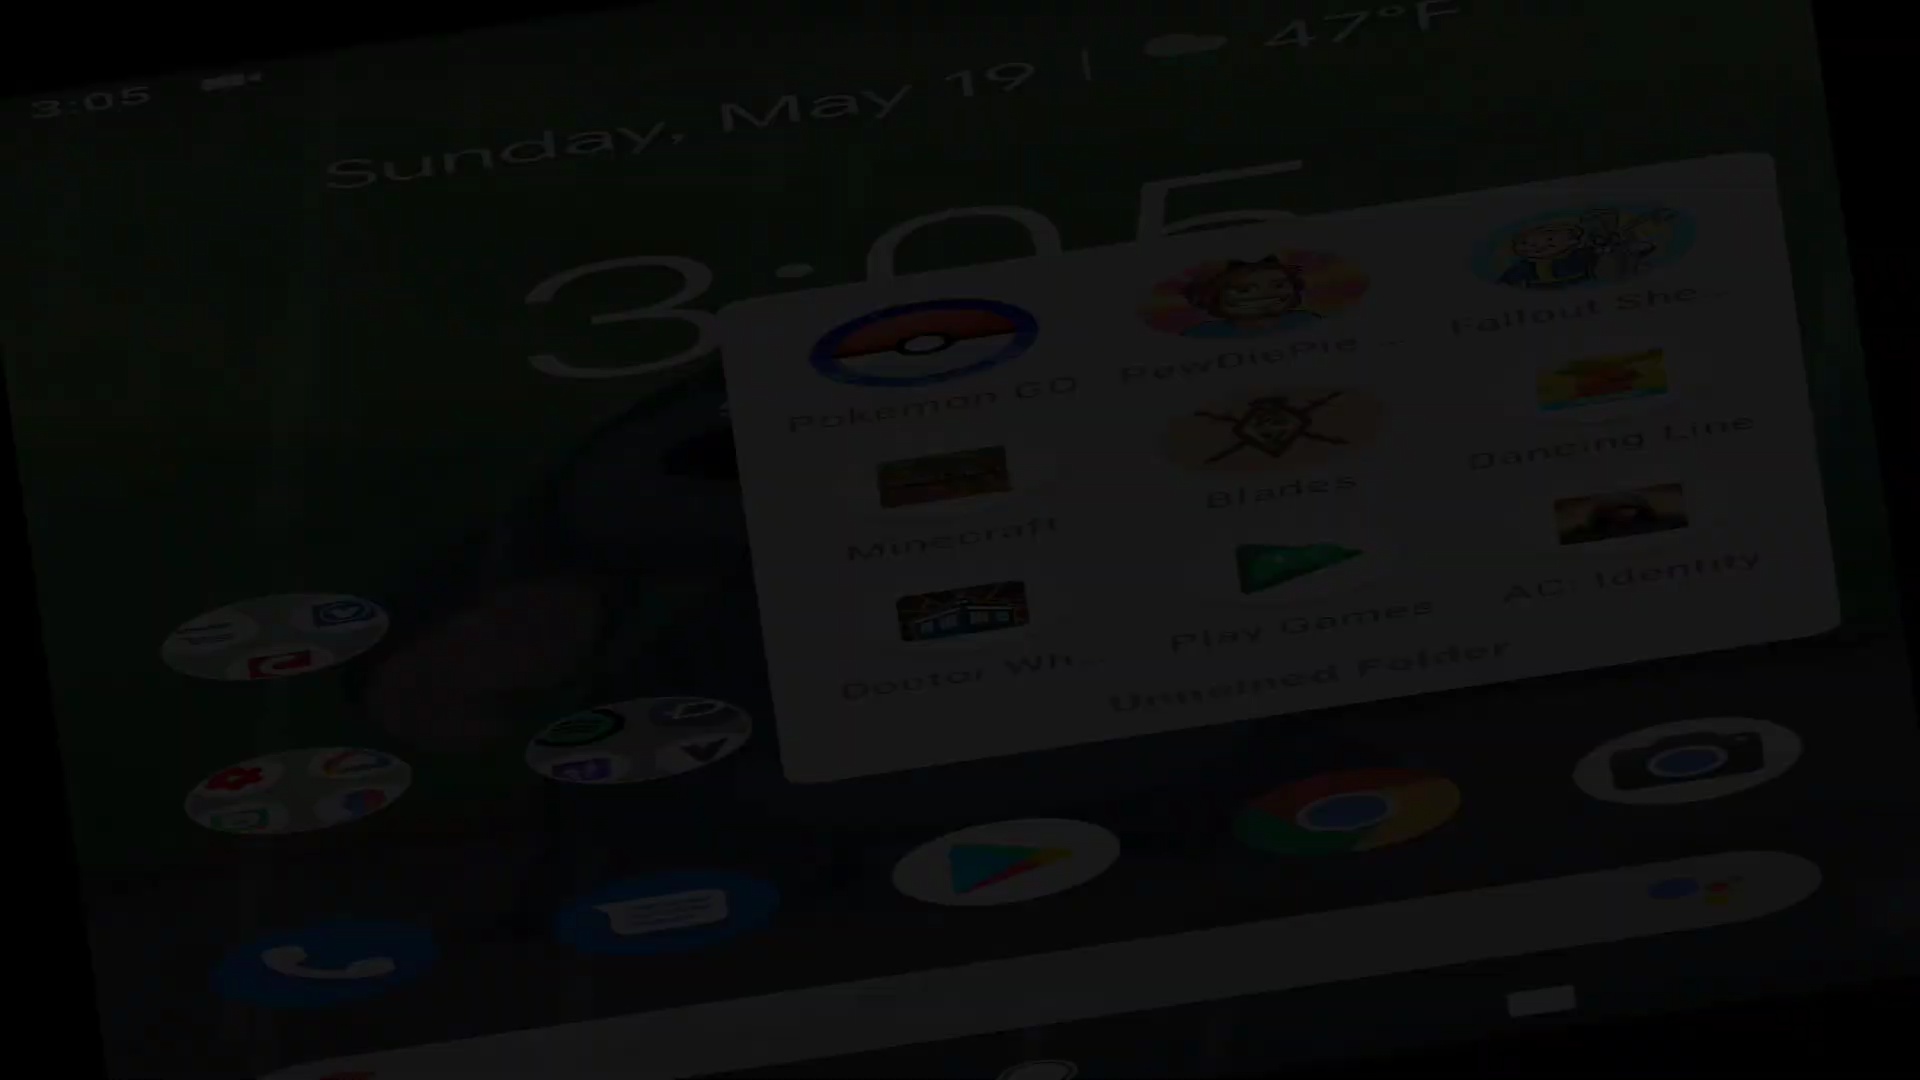 3:05
Sunday, May 19 | 47°F
3:05
Pokémon GO
PewDiePie ...
Fallout She...
Minecraft
Blades
Dancing Line
Doctor Wh...
Play Games
AC: Identity
Unnamed Folder